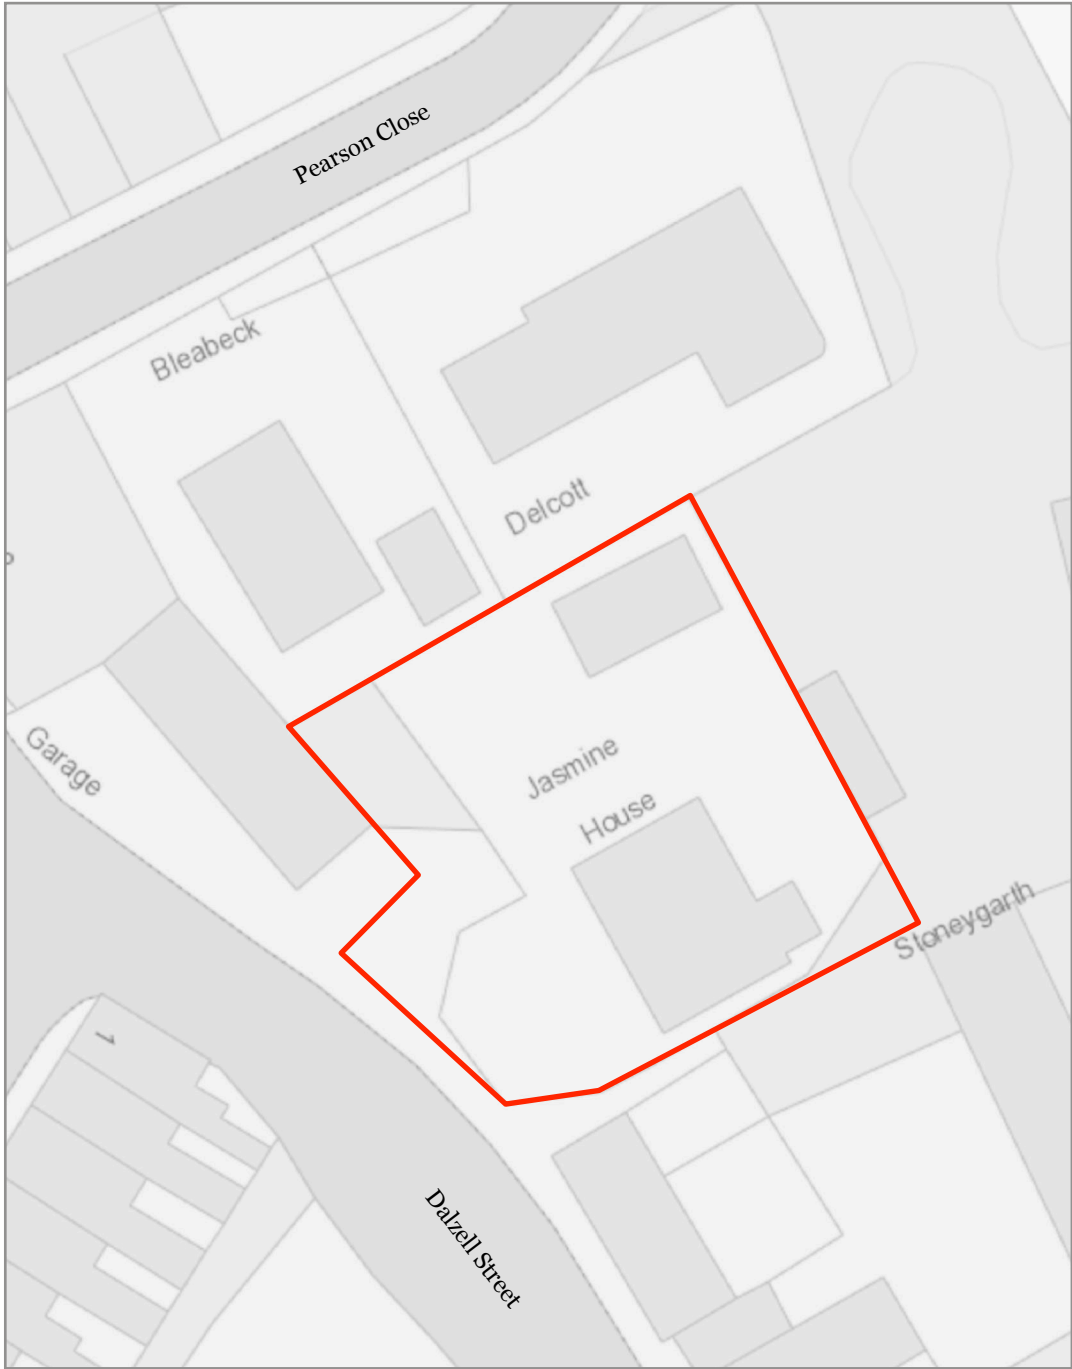 Pearson Close
Bleabeck
Delcott
Garage
Jasmine
House
Stoneygarth
1
Dalzell Street